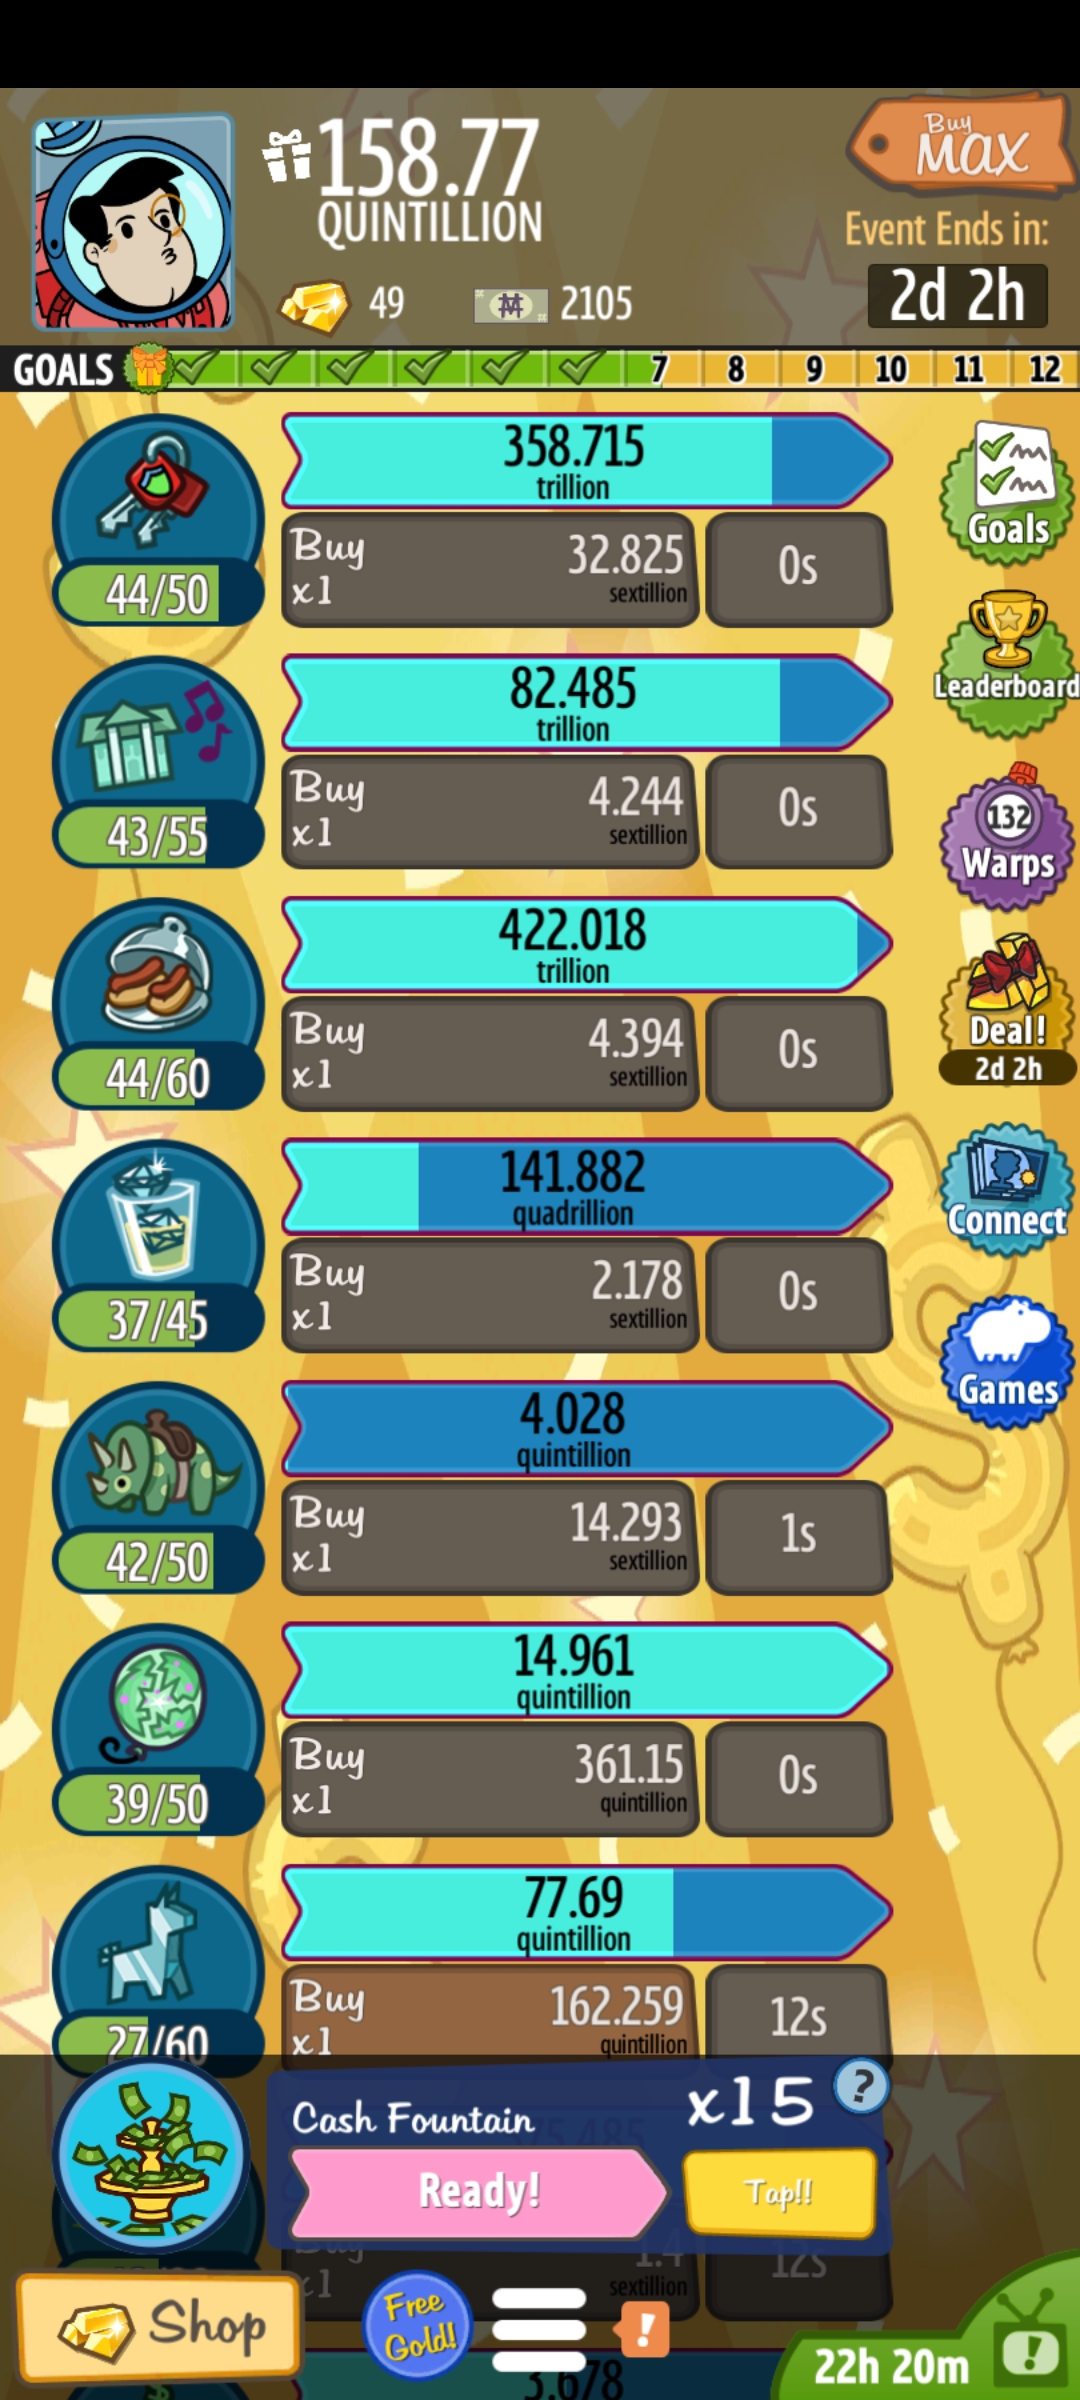 158.77
QUINTILLION
Buy
MAX
Event Ends in:
2d 2h
49
2105
GOALS
7 8 9 10 11 12
358.715
trillion
44/50
Buy
x1
32.825
sextillion
0s
Goals
82.485
trillion
43/55
Buy
x1
4.244
sextillion
0s
Leaderboard
132
Warps
422.018
trillion
44/60
Buy
x1
4.394
sextillion
0s
Deal!
2d 2h
141.882
quadrillion
37/45
Buy
x1
2.178
sextillion
0s
Connect
Games
4.028
quintillion
42/50
Buy
x1
14.293
sextillion
1s
14.961
quintillion
39/50
Buy
x1
361.15
quintillion
0s
77.69
quintillion
27/60
Buy
x1
162.259
quintillion
12s
Cash Fountain
x15
?
Ready!
Tap!!
Buy
x1
1.4
sextillion
12s
Shop
Free
Gold!
!
22h 20m
!
3.678